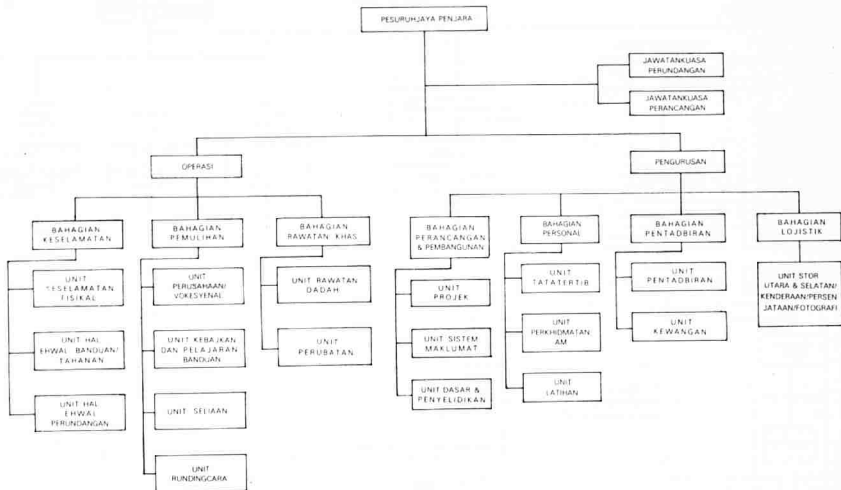 PESURUHJAYA PENJARA
JAWATANKUASA
PERUNDANGAN
JAWATANKUASA
PERANCANGAN
OPERASI
PENGURUSAN
BAHAGIAN
KESELAMATAN
BAHAGIAN
PEMULIHAN
BAHAGIAN
RAWATAN KHAS
BAHAGIAN
PERANCANGAN
& PEMBANGUNAN
BAHAGIAN
PERSONAL
BAHAGIAN
PENTADBIRAN
BAHAGIAN
LOJISTIK
UNIT
KESELAMATAN
FISIKAL
UNIT HAL
EHWAL BANDUAN/
TAHANAN
UNIT HAL
EHWAL
PERUNDANGAN
UNIT
PERUSAHAAN/
VOKESYENAL
UNIT KEBAJKAN
DAN PELAJARAN
BANDUAN
UNIT SELIAAN
UNIT
RUNDINGCARA
UNIT RAWATAN
DADAH
UNIT
PERUBATAN
UNIT
PROJEK
UNIT SISTEM
MAKLUMAT
UNIT DASAR &
PENYELIDIKAN
UNIT
TATATERTIB
UNIT
PERKHIDMATAN
AM
UNIT
LATIHAN
UNIT
PENTADBIRAN
UNIT
KEWANGAN
UNIT STOR
UTARA & SELATAN/
KENDERAAN/PERSEN
JATAAN/FOTOGRAFI